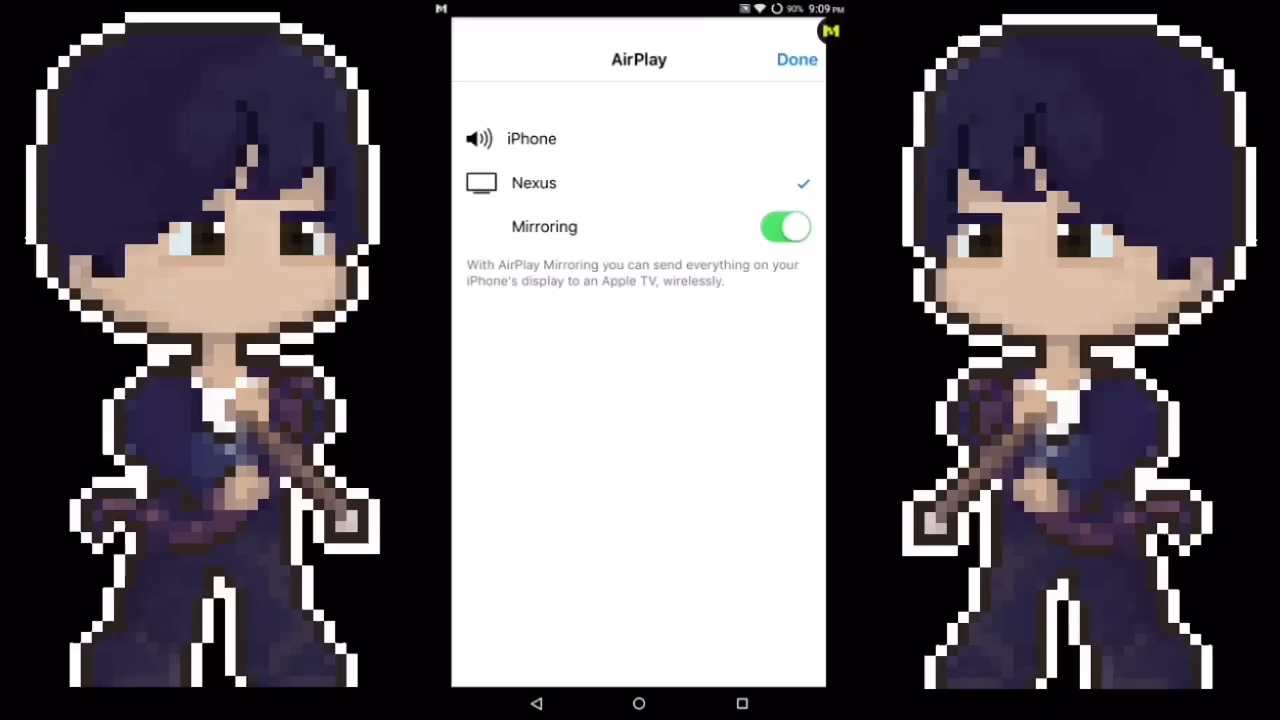 M 90% 9:09 PM
M
AirPlay Done
iPhone
Nexus
Mirroring
With AirPlay Mirroring you can send everything on your
iPhone's display to an Apple TV, wirelessly.